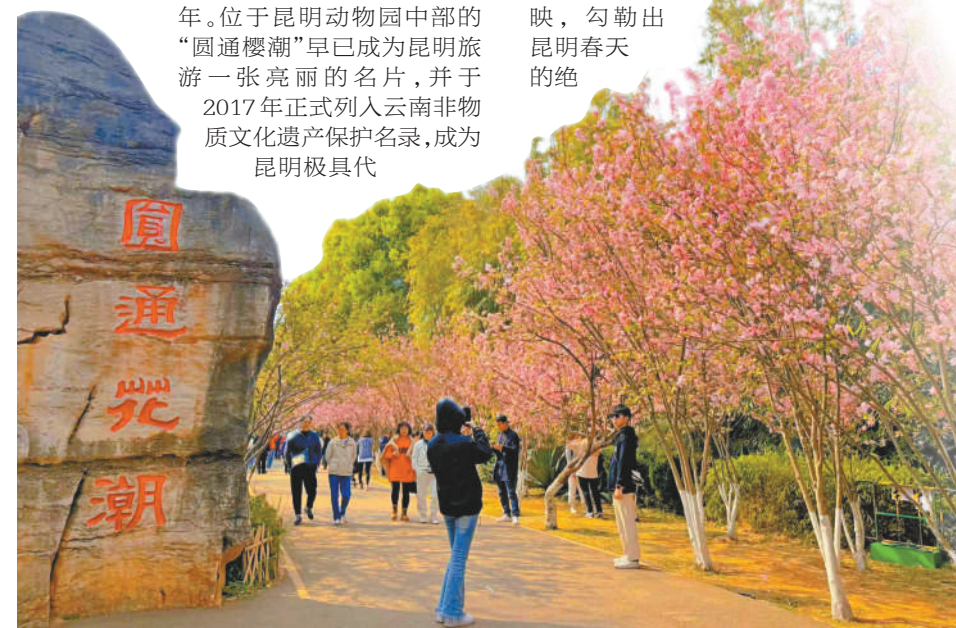 年。位于昆明动物园中部的
“圆通樱潮”早已成为昆明旅
游一张亮丽的名片,并于
2017年正式列入云南非物
质文化遗产保护名录,成为
昆明极具代
映，勾勒出
昆明春天
的绝
圓
通
花
潮